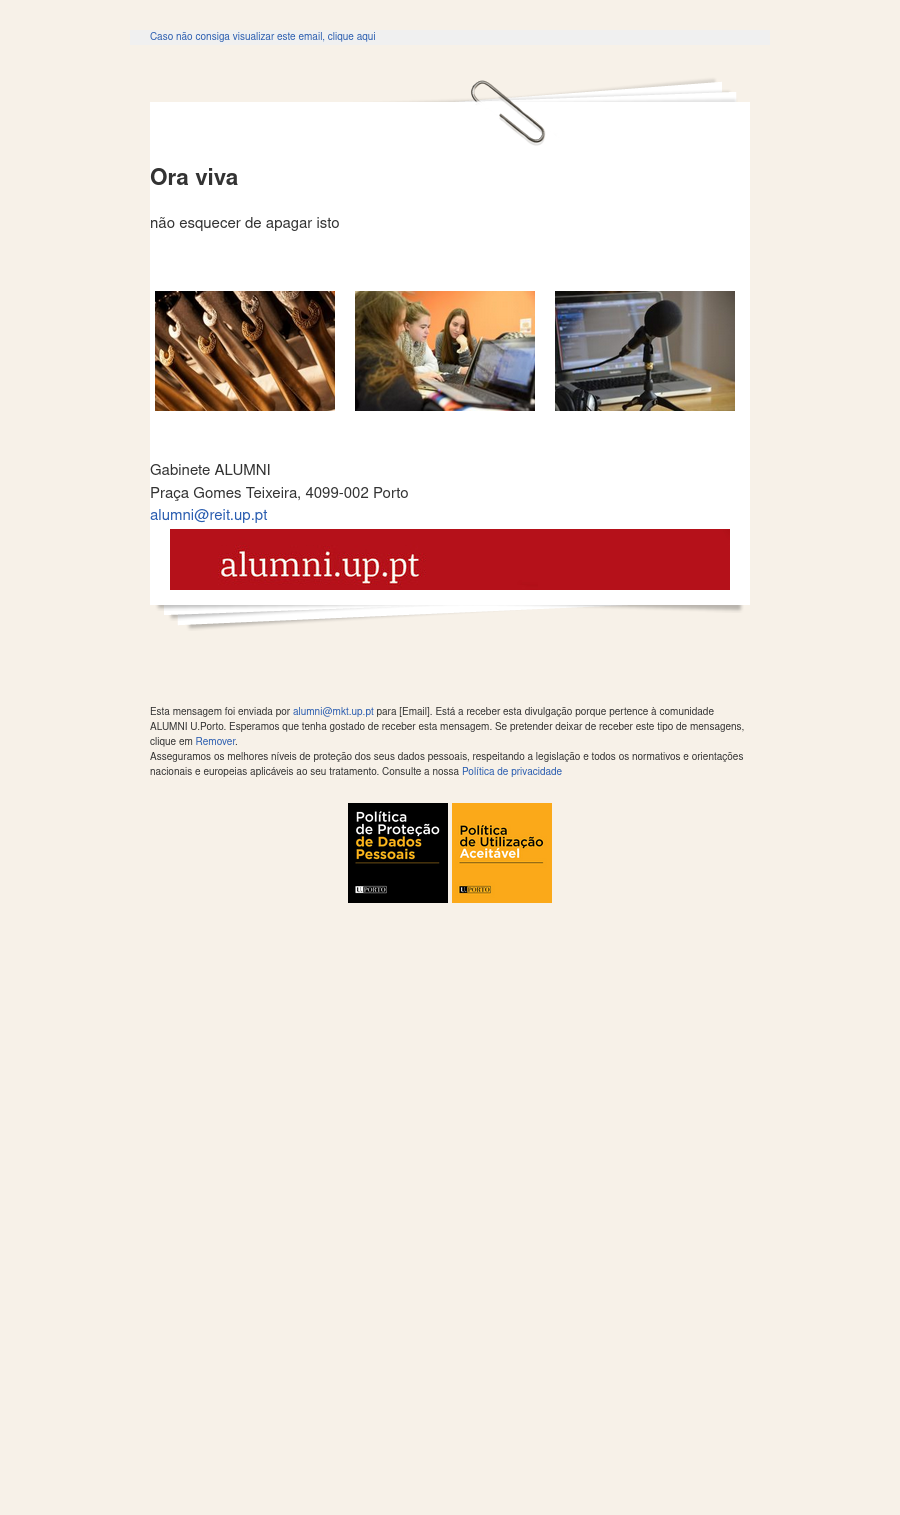 Caso não consiga visualizar este email, clique aqui
Ora viva
não esquecer de apagar isto
Gabinete ALUMNI
Praça Gomes Teixeira, 4099-002 Porto
alumni@reit.up.pt
alumni.up.pt
Esta mensagem foi enviada por alumni@mkt.up.pt para [Email]. Está a receber esta divulgação porque pertence à comunidade
ALUMNI U.Porto. Esperamos que tenha gostado de receber esta mensagem. Se pretender deixar de receber este tipo de mensagens,
clique em Remover.
Asseguramos os melhores níveis de proteção dos seus dados pessoais, respeitando a legislação e todos os normativos e orientações
nacionais e europeias aplicáveis ao seu tratamento. Consulte a nossa Política de privacidade
Política
de Proteção
de Dados
Pessoais
U.PORTO
Política
de Utilização
Aceitável
U.PORTO